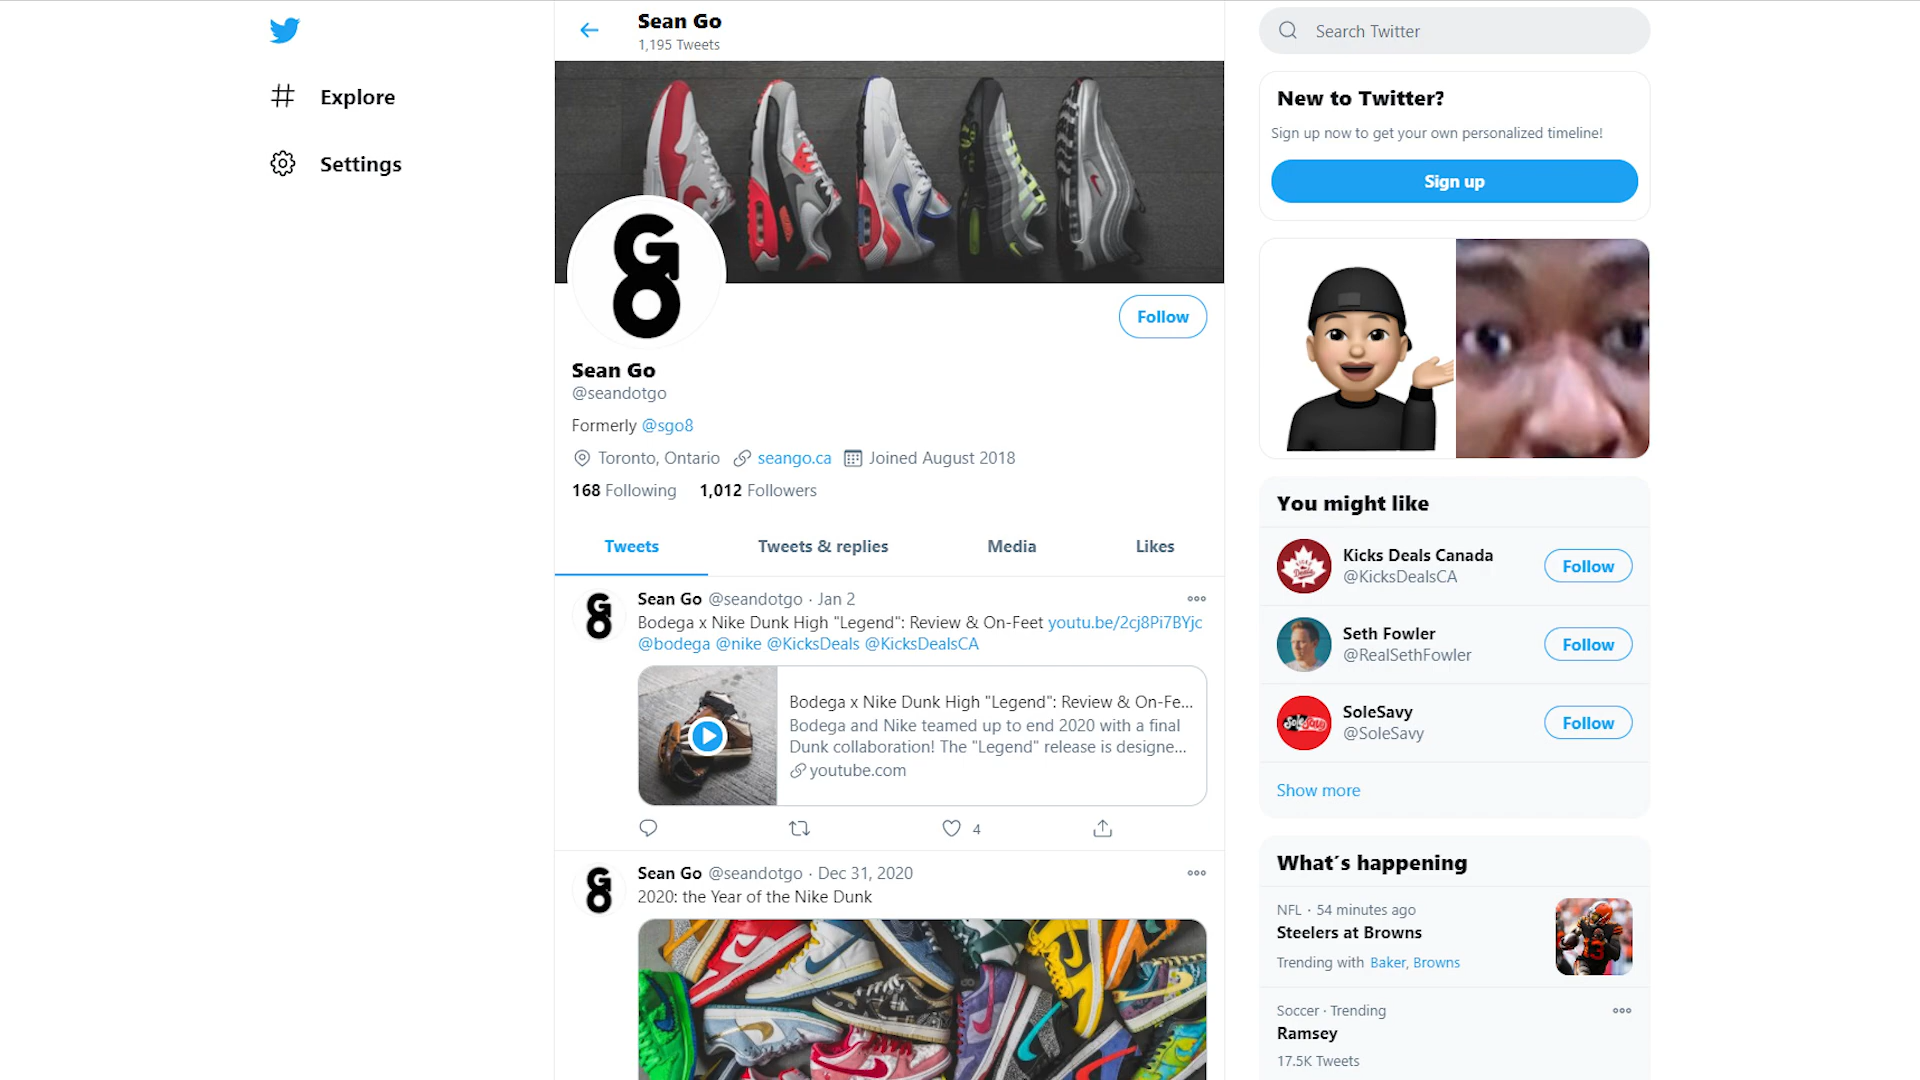 Explore
Settings
Sean Go
1,195 Tweets
GO
Follow
Sean Go
@seandotgo
Formerly @sgo8
Toronto, Ontario seango.ca Joined August 2018
168 Following 1,012 Followers
Tweets Tweets & replies Media Likes
GO
Sean Go @seandotgo · Jan 2
Bodega x Nike Dunk High "Legend": Review & On-Feet youtu.be/2cj8Pi7BYjc
@bodega @nike @KicksDeals @KicksDealsCA
Bodega x Nike Dunk High "Legend": Review & On-Fe...
Bodega and Nike teamed up to end 2020 with a final
Dunk collaboration! The "Legend" release is designe...
youtube.com
4
GO
Sean Go @seandotgo · Dec 31, 2020
2020: the Year of the Nike Dunk
Search Twitter
New to Twitter?
Sign up now to get your own personalized timeline!
Sign up
You might like
Kicks Deals Canada
@KicksDealsCA
Follow
Seth Fowler
@RealSethFowler
Follow
SoleSavy
SoleSavy
@SoleSavy
Follow
Show more
What's happening
NFL · 54 minutes ago
Steelers at Browns
Trending with Baker, Browns
13
Soccer · Trending
Ramsey
17.5K Tweets